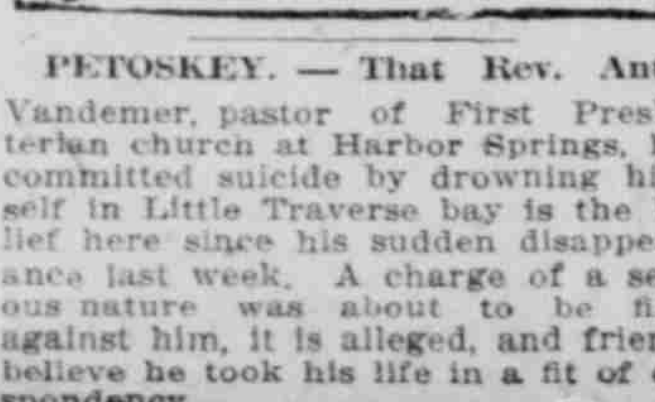 PETOSKEY. — That Rev. Ant
Vandemer, pastor of First Pres
terian church at Harbor Springs, h
committed suicide by drowning hi
self in Little Traverse bay is the
lief here since his sudden disappe
ance last week. A charge of a se
ous nature was about to be fi
against him, it is alleged, and frien
believe he took his life in a fit of
spondency.